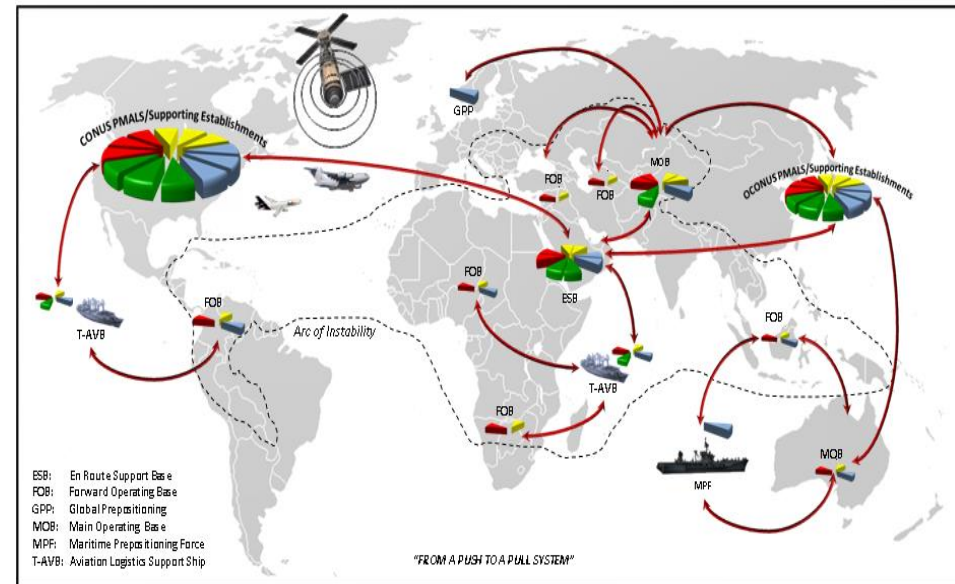 CONUS PMALS/Supporting Establishments
GPP
MOB
FOB
FOB
OCONUS PMALS/Supporting Establishments
FOB
ESB
FOB
T-AVB
Arc of Instability
FOB
T-AVB
FOB
MPF
MOB
ESB: En Route Support Base
FOB: Forward Operating Base
GPP: Global Prepositioning
MOB: Main Operating Base
MPF: Maritime Prepositioning Force
T-AVB: Aviation Logistics Support Ship
"FROM A PUSH TO A PULL SYSTEM"
FOB